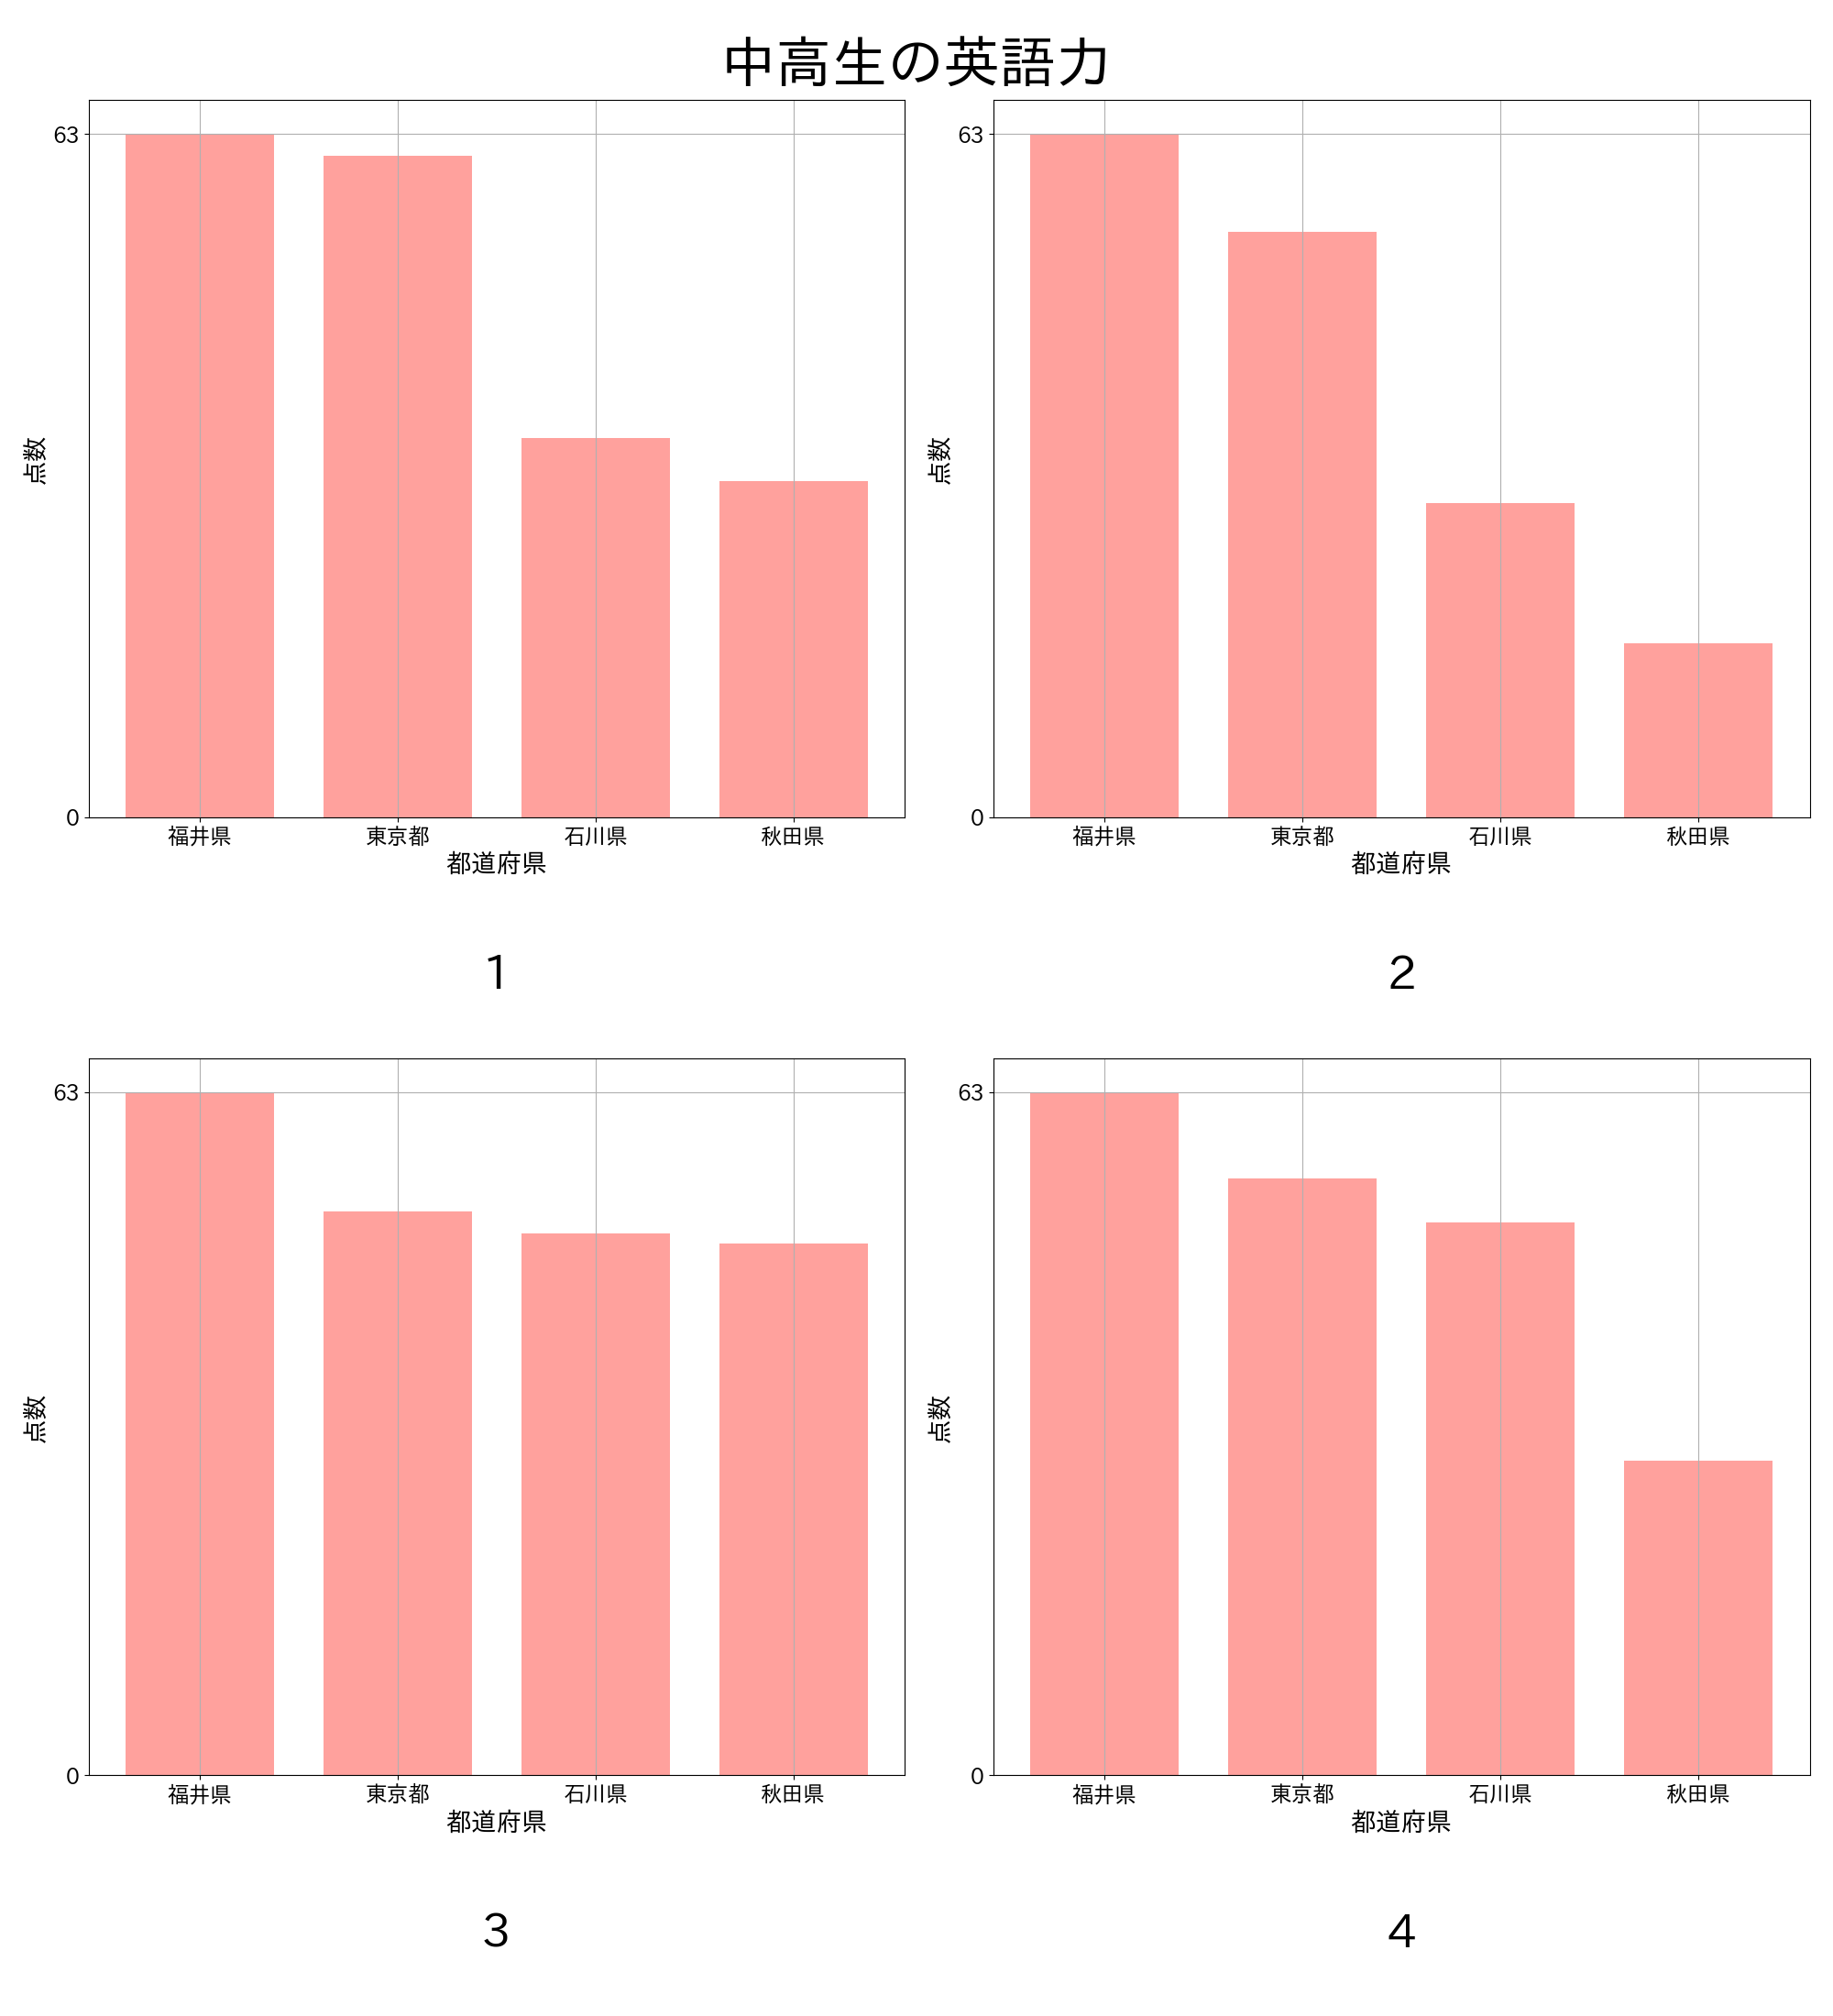 中高生の英語力
63
0
点数
福井県 東京都 石川県 秋田県
都道府県
1
63
0
点数
福井県 東京都 石川県 秋田県
都道府県
2
63
0
点数
福井県 東京都 石川県 秋田県
都道府県
3
63
0
点数
福井県 東京都 石川県 秋田県
都道府県
4